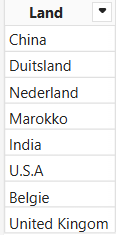 Land
China
Duitsland
Nederland
Marokko
India
U.S.A
Belgie
United Kingom